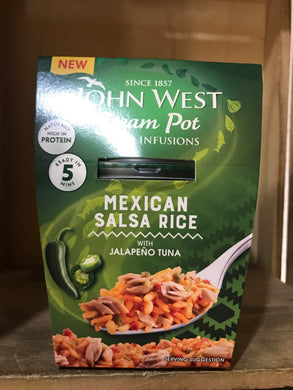 NEW
SINCE 1857
JOHN WEST
Steam Pot
INFUSIONS
NATURALLY
HIGH IN
PROTEIN
READY IN
5
MINS
MEXICAN
SALSA RICE
WITH
JALAPEÑO TUNA
SERVING SUGGESTION